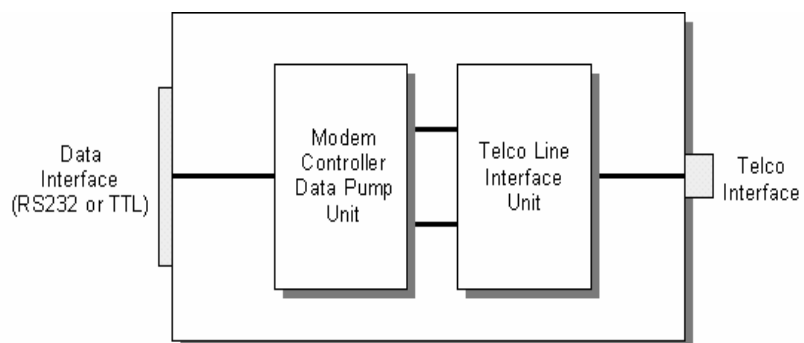 Data
Interface
(RS232 or TTL)
Modem
Controller
Data Pump
Unit
Telco Line
Interface
Unit
Telco
Interface